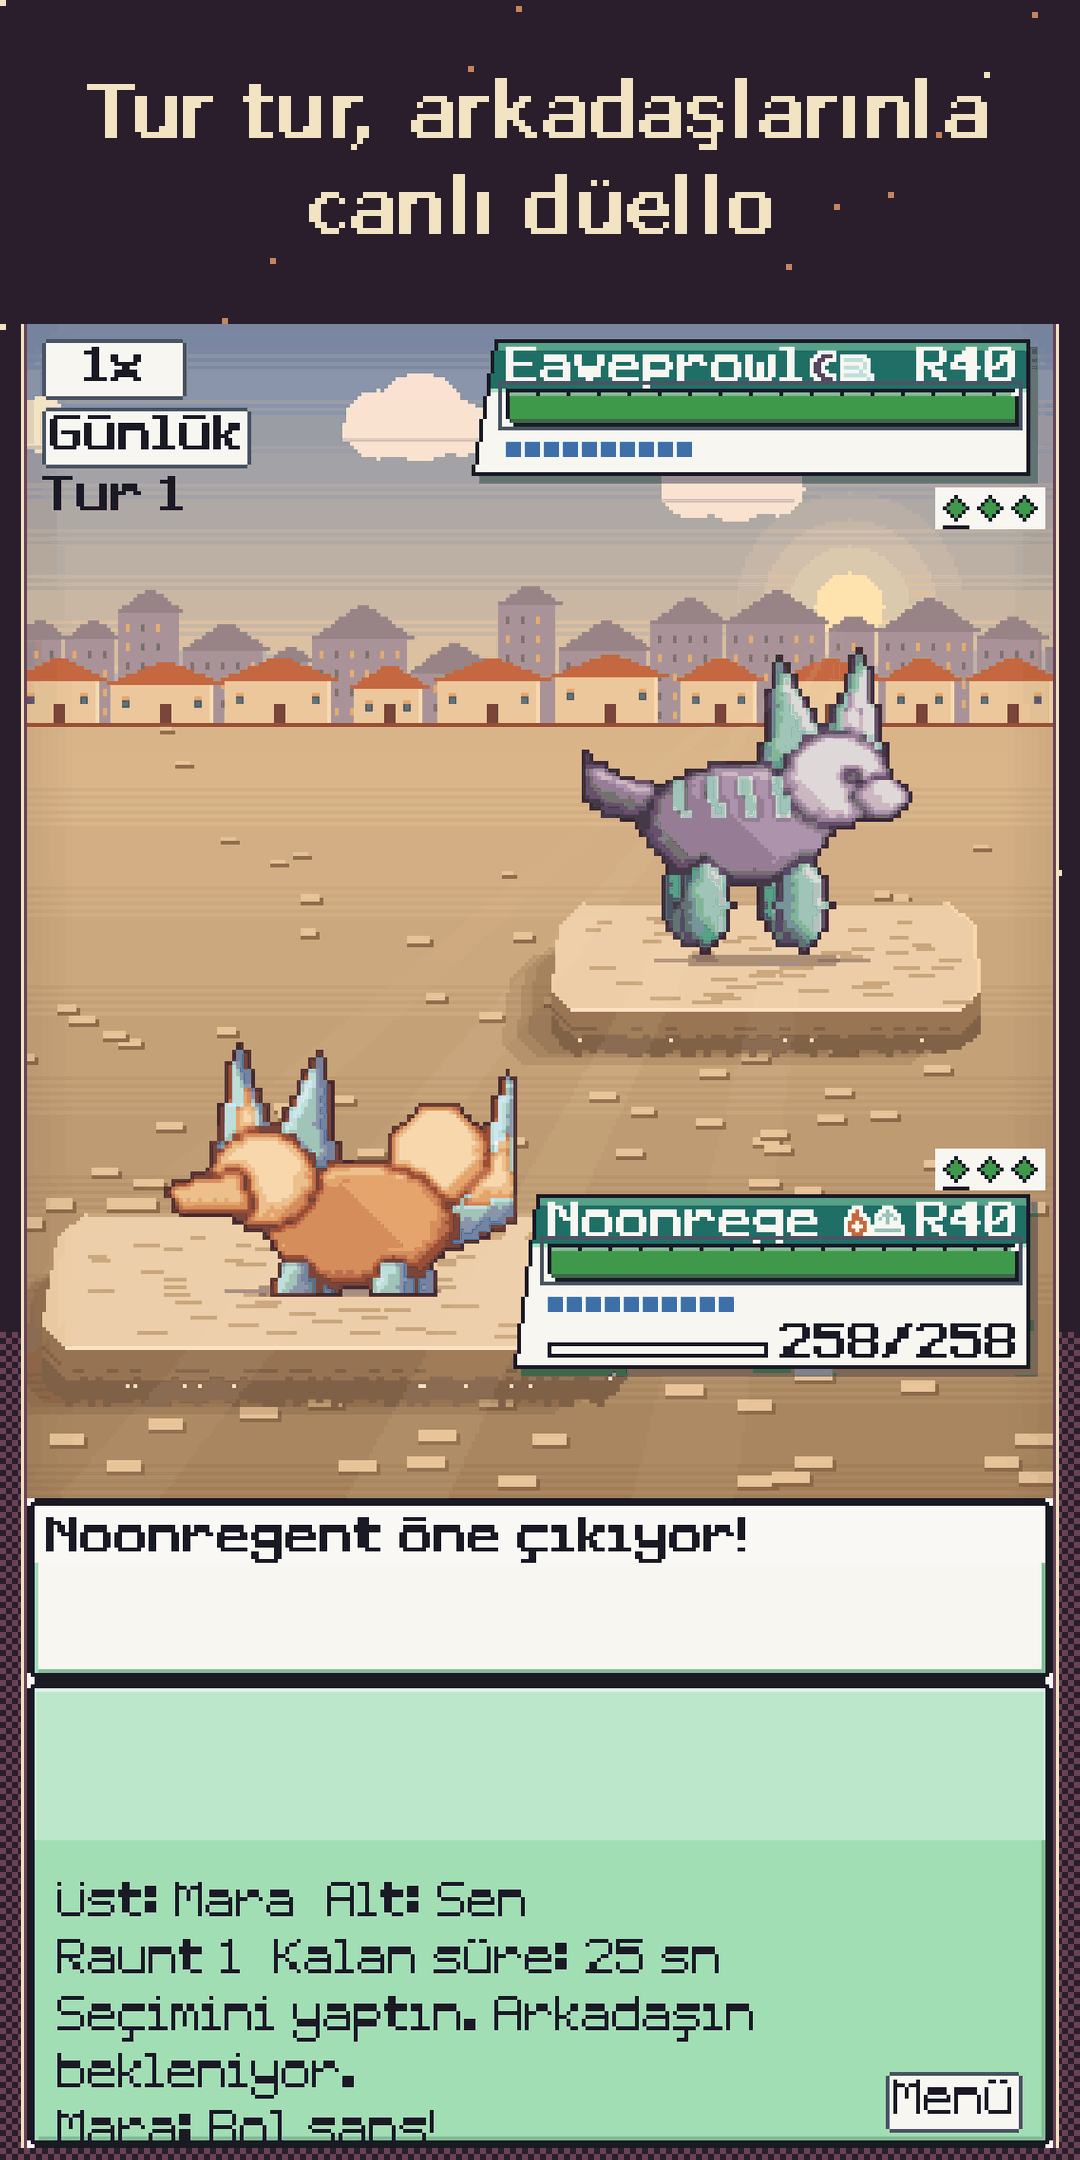 Tur tur, arkadaşlarınla
canlı düello
1x
Eaveprowl R40
Günlük
Tur 1
Noonrege R40
258/258
Noonregent öne çıkıyor!
Üst: Mara Alt: Sen
Raunt 1 Kalan süre: 25 sn
Seçimini yaptın. Arkadaşın
bekleniyor.
Menü
Mara: Bol şans!